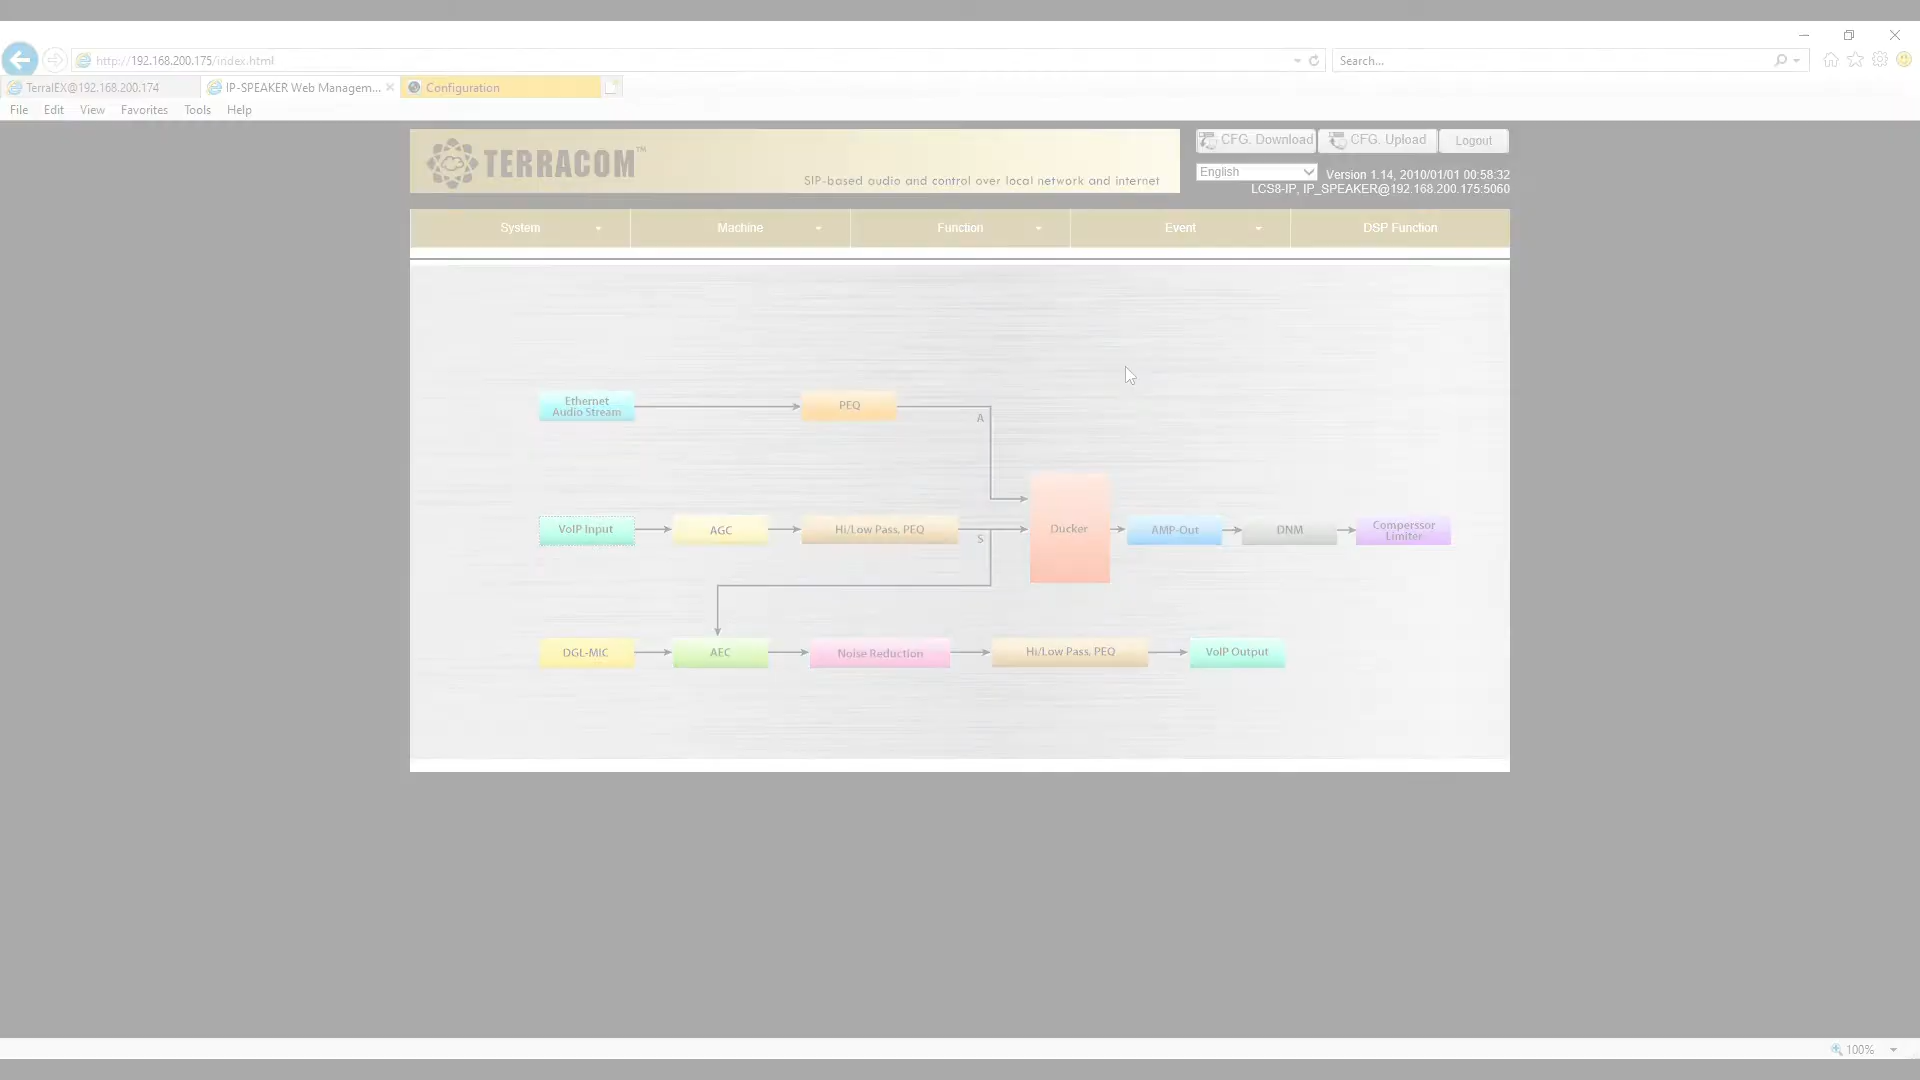 http://192.168.200.175/index.html
Search...
TerralEX@192.168.200.174
IP-SPEAKER Web Managem...
Configuration
File Edit View Favorites Tools Help
TERRACOM™
SIP-based audio and control over local network and internet
CFG. Download
CFG. Upload
Logout
English
Version 1.14, 2010/01/01 00:58:32
LCS8-IP, IP_SPEAKER@192.168.200.175:5060
System
Machine
Function
Event
DSP Function
Ethernet
Audio Stream
PEQ
A
VoIP Input
AGC
Hi/Low Pass, PEQ
S
Ducker
AMP-Out
DNM
Comperssor
Limiter
DGL-MIC
AEC
Noise Reduction
Hi/Low Pass, PEQ
VoIP Output
100%